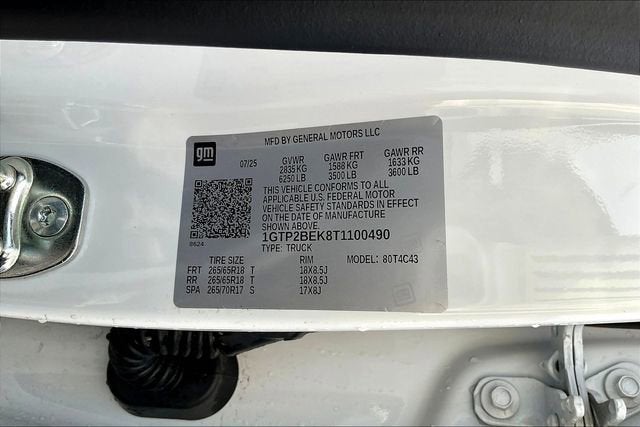 MFD BY GENERAL MOTORS LLC
gm
07/25 GVWR GAWR FRT GAWR RR
2835 KG 1588 KG 1633 KG
6250 LB 3500 LB 3600 LB
THIS VEHICLE CONFORMS TO ALL
APPLICABLE U.S. FEDERAL MOTOR
VEHICLE SAFETY STANDARDS IN EFFECT
ON THE DATE OF MANUFACTURE
SHOWN ABOVE.
1GTP2BEK8T1100490
8624 TYPE: TRUCK
TIRE SIZE RIM MODEL: 80T4C43
FRT 265/65R18 T 18X8.5J
RR 265/65R18 T 18X8.5J
SPA 265/70R17 S 17X8J